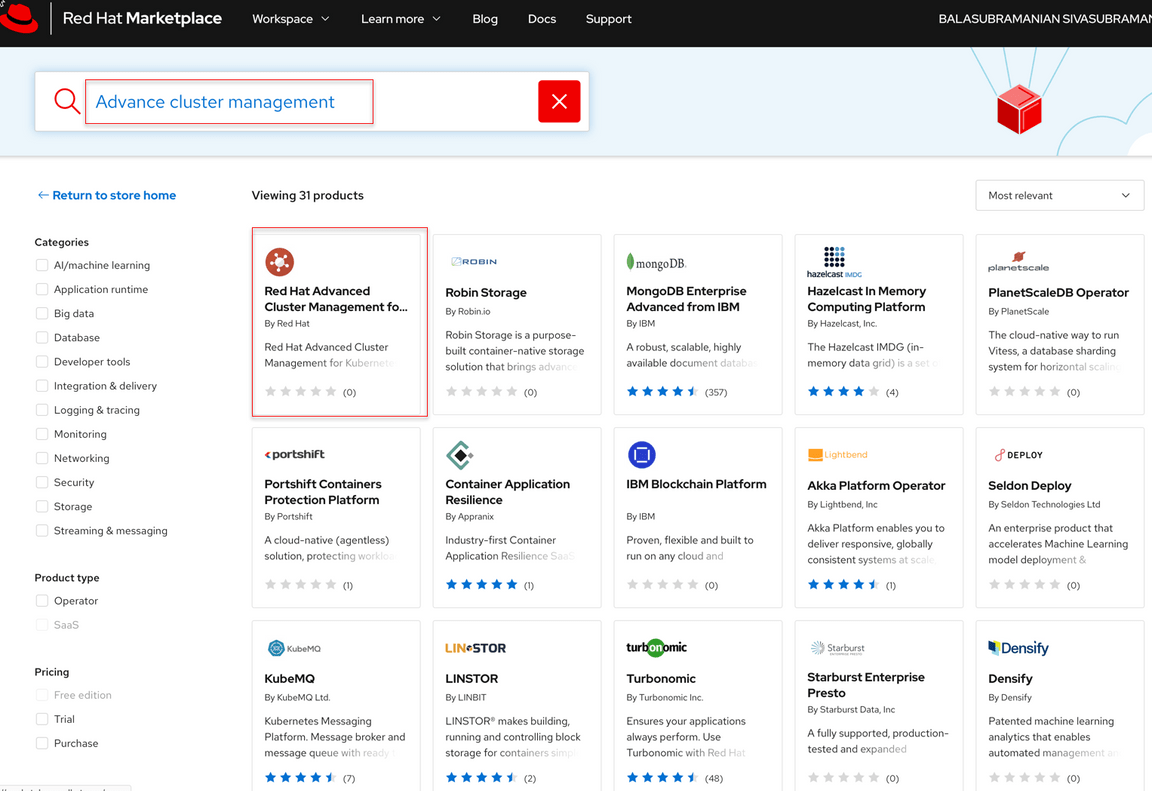 Red Hat Marketplace
Workspace
Learn more
Blog
Docs
Support
BALASUBRAMANIAN SIVASUBRAMAN
Advance cluster management
Return to store home
Viewing 31 products
Most relevant
Categories
AI/machine learning
Application runtime
Big data
Database
Developer tools
Integration & delivery
Logging & tracing
Monitoring
Networking
Security
Storage
Streaming & messaging
Product type
Operator
SaaS
Pricing
Free edition
Trial
Purchase
Red Hat Advanced
Cluster Management fo...
By Red Hat
Red Hat Advanced Cluster
Management for Kubernete
(0)
ROBIN
Robin Storage
By Robin.io
Robin Storage is a purpose-
built container-native storage
solution that brings advanc
(0)
mongoDB.
MongoDB Enterprise
Advanced from IBM
By IBM
A robust, scalable, highly
available document databas
(357)
hazelcast IMDG
Hazelcast In Memory
Computing Platform
By Hazelcast, Inc.
The Hazelcast IMDG (in-
memory data grid) is a set o
(4)
planetscale
PlanetScaleDB Operator
By PlanetScale
The cloud-native way to run
Vitess, a database sharding
system for horizontal scaling
(0)
portshift
Portshift Containers
Protection Platform
By Portshift
A cloud-native (agentless)
solution, protecting workloa
(1)
Container Application
Resilience
By Appranix
Industry-first Container
Application Resilience SaaS
(1)
IBM Blockchain Platform
By IBM
Proven, flexible and built to
run on any cloud and
(0)
Lightbend
Akka Platform Operator
By Lightbend, Inc
Akka Platform enables you to
deliver responsive, globally
consistent systems at scale
(1)
DEPLOY
Seldon Deploy
By Seldon Technologies Ltd
An enterprise product that
accelerates Machine Learning
model deployment &
(0)
KubeMQ
KubeMQ
By KubeMQ Ltd.
Kubernetes Messaging
Platform. Message broker and
message queue with ready
(7)
LINSTOR
LINSTOR
By LINBIT
LINSTOR® makes building,
running and controlling block
storage for containers simp
(2)
turbonomic
Turbonomic
By Turbonomic Inc.
Ensures your applications
always perform. Use
Turbonomic with Red Hat
(48)
Starburst
Starburst Enterprise
Presto
By Starburst Data, Inc
A fully supported, production-
tested and expanded
(0)
Densify
Densify
By Densify
Patented machine learning
analytics that enables
automated management an
(0)